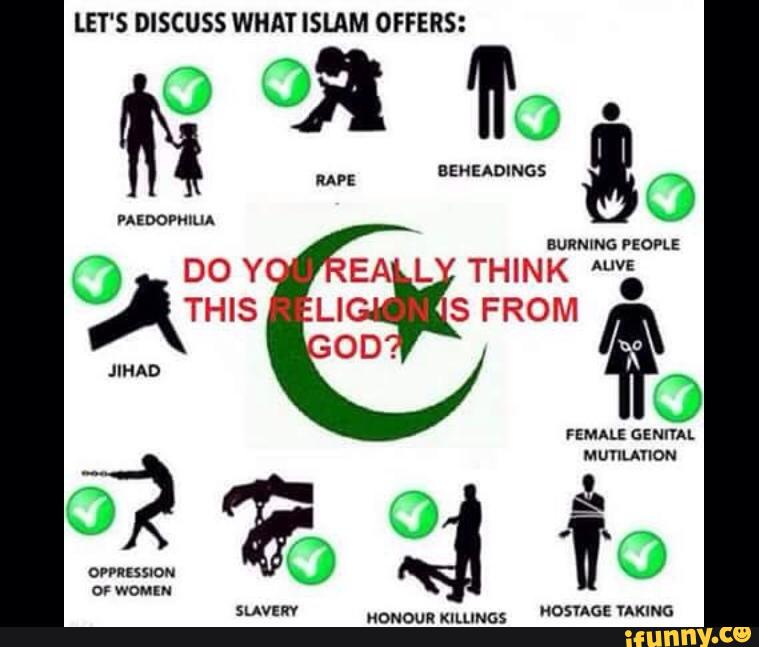 LET'S DISCUSS WHAT ISLAM OFFERS:
PAEDOPHILIA
RAPE
BEHEADINGS
BURNING PEOPLE
ALIVE
DO YOU REALLY THINK
THIS RELIGION IS FROM
GOD?
JIHAD
FEMALE GENITAL
MUTILATION
OPPRESSION
OF WOMEN
SLAVERY
HONOUR KILLINGS
HOSTAGE TAKING
ifunny.co